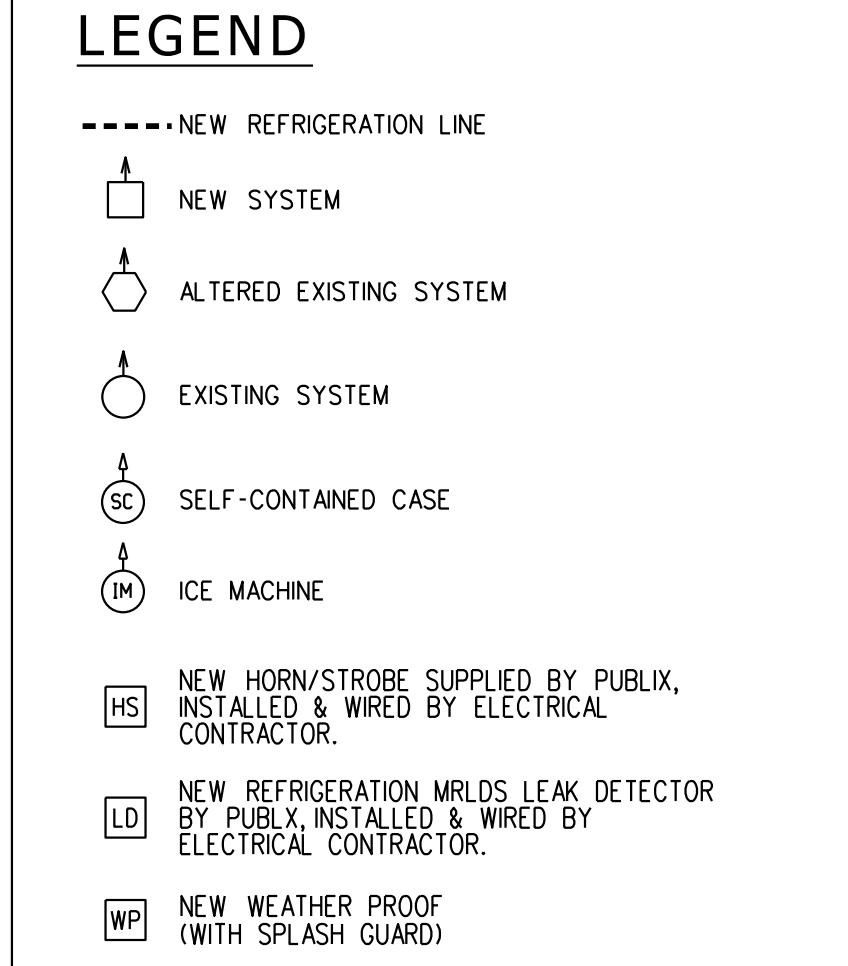 LEGEND
NEW REFRIGERATION LINE
NEW SYSTEM
ALTERED EXISTING SYSTEM
EXISTING SYSTEM
SC SELF-CONTAINED CASE
IM ICE MACHINE
NEW HORN/STROBE SUPPLIED BY PUBLIX,
HS INSTALLED & WIRED BY ELECTRICAL
CONTRACTOR.
NEW REFRIGERATION MRLDS LEAK DETECTOR
LD BY PUBLX, INSTALLED & WIRED BY
ELECTRICAL CONTRACTOR.
WP NEW WEATHER PROOF
(WITH SPLASH GUARD)